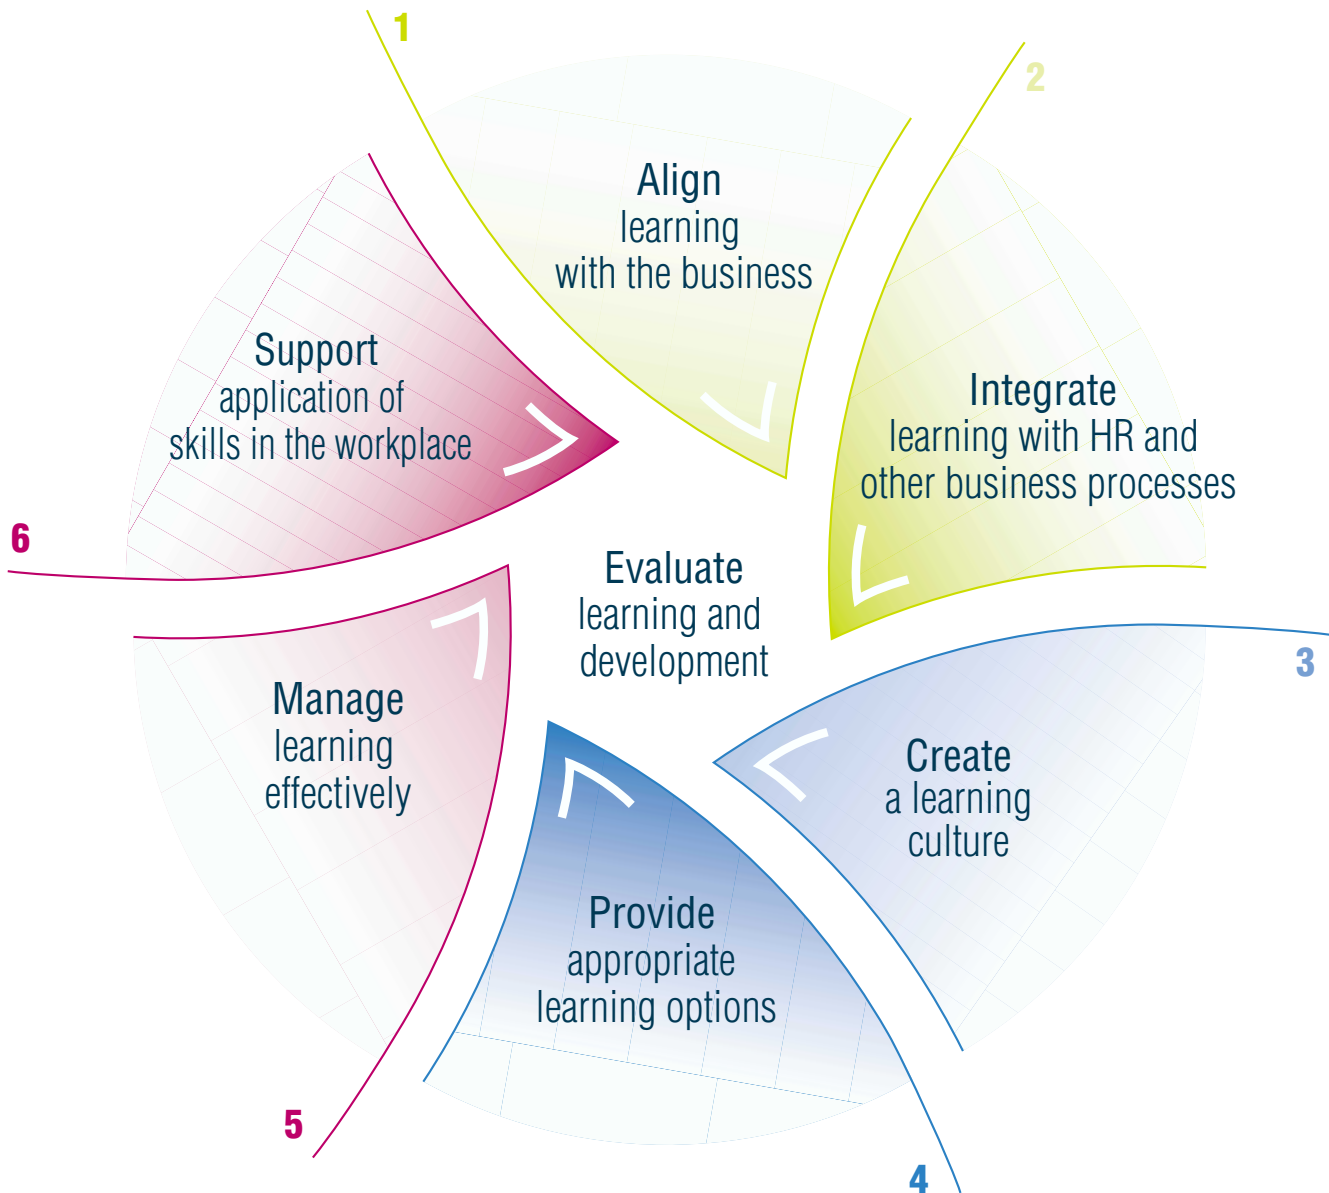 1
Align
learning
with the business
2
Integrate
learning with HR and
other business processes
3
Create
a learning
culture
4
Provide
appropriate
learning options
5
Manage
learning
effectively
6
Support
application of
skills in the workplace
Evaluate
learning and
development